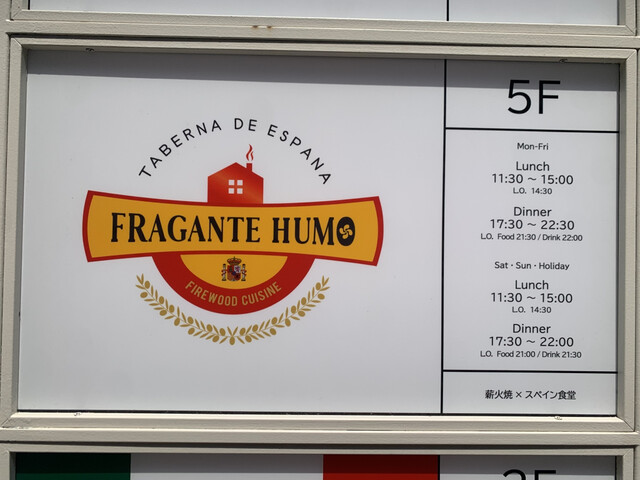 TABERNA DE ESPANA
FRAGANTE HUMO
FIREWOOD CUISINE
5F
Mon-Fri
Lunch
11:30 ~ 15:00
L.O. 14:30
Dinner
17:30 ~ 22:30
L.O. Food 21:30 / Drink 22:00
Sat・Sun・Holiday
Lunch
11:30 ~ 15:00
L.O. 14:30
Dinner
17:30 ~ 22:00
L.O. Food 21:00 / Drink 21:30
薪火焼 × スペイン食堂